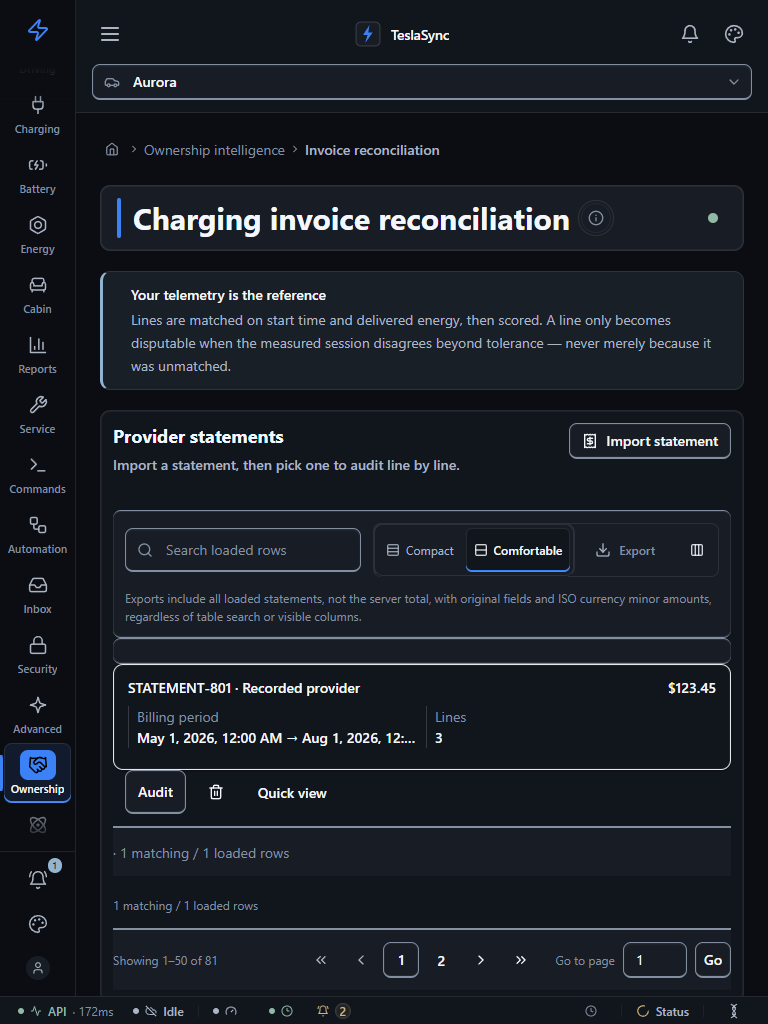 TeslaSync
Aurora
Driving
Charging
Battery
Energy
Cabin
Reports
Service
Commands
Automation
Inbox
Security
Advanced
Ownership
1
Ownership intelligence
Invoice reconciliation
Charging invoice reconciliation
Your telemetry is the reference
Lines are matched on start time and delivered energy, then scored. A line only becomes
disputable when the measured session disagrees beyond tolerance — never merely because it
was unmatched.
Provider statements
Import statement
Import a statement, then pick one to audit line by line.
Search loaded rows
Compact
Comfortable
Export
Exports include all loaded statements, not the server total, with original fields and ISO currency minor amounts,
regardless of table search or visible columns.
STATEMENT-801 · Recorded provider
$123.45
Billing period
Lines
May 1, 2026, 12:00 AM → Aug 1, 2026, 12:...
3
Audit
Quick view
· 1 matching / 1 loaded rows
1 matching / 1 loaded rows
Showing 1–50 of 81
1
2
Go to page
1
Go
API · 172ms
Idle
2
Status